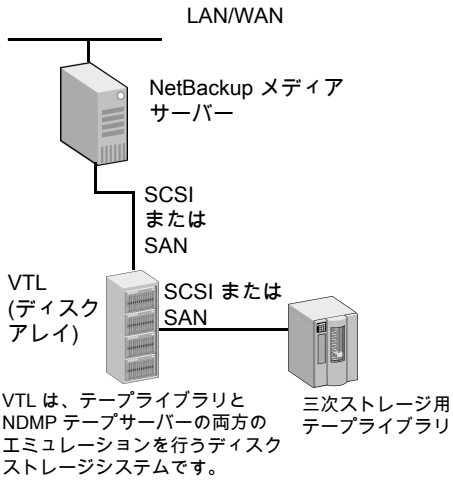 LAN/WAN
NetBackup メディア
サーバー
SCSI
または
SAN
VTL
(ディスク
アレイ)
SCSI または
SAN
VTL は、テープライブラリと
NDMP テープサーバーの両方の
エミュレーションを行うディスク
ストレージシステムです。
三次ストレージ用
テープライブラリ